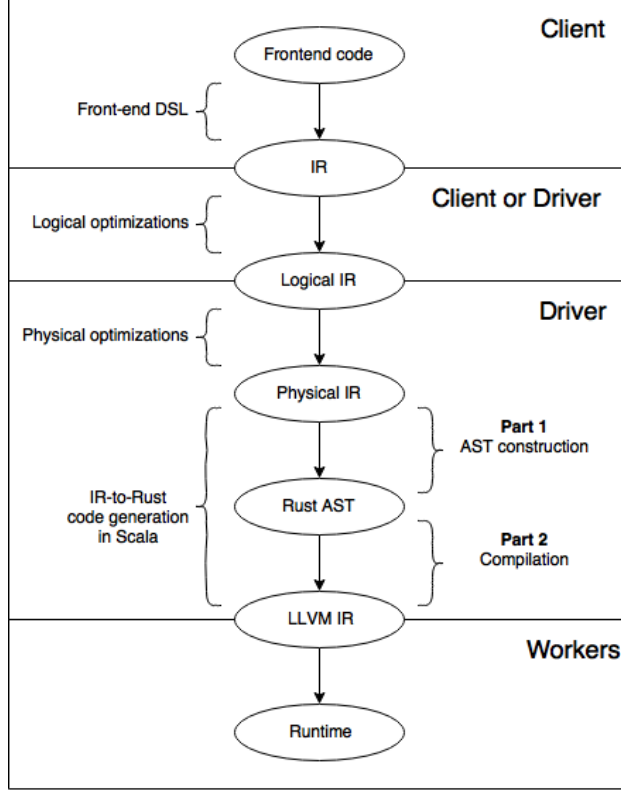 Client
Frontend code
Front-end DSL
IR
Client or Driver
Logical optimizations
Logical IR
Driver
Physical optimizations
Physical IR
Part 1
AST construction
IR-to-Rust
code generation
in Scala
Rust AST
Part 2
Compilation
LLVM IR
Workers
Runtime